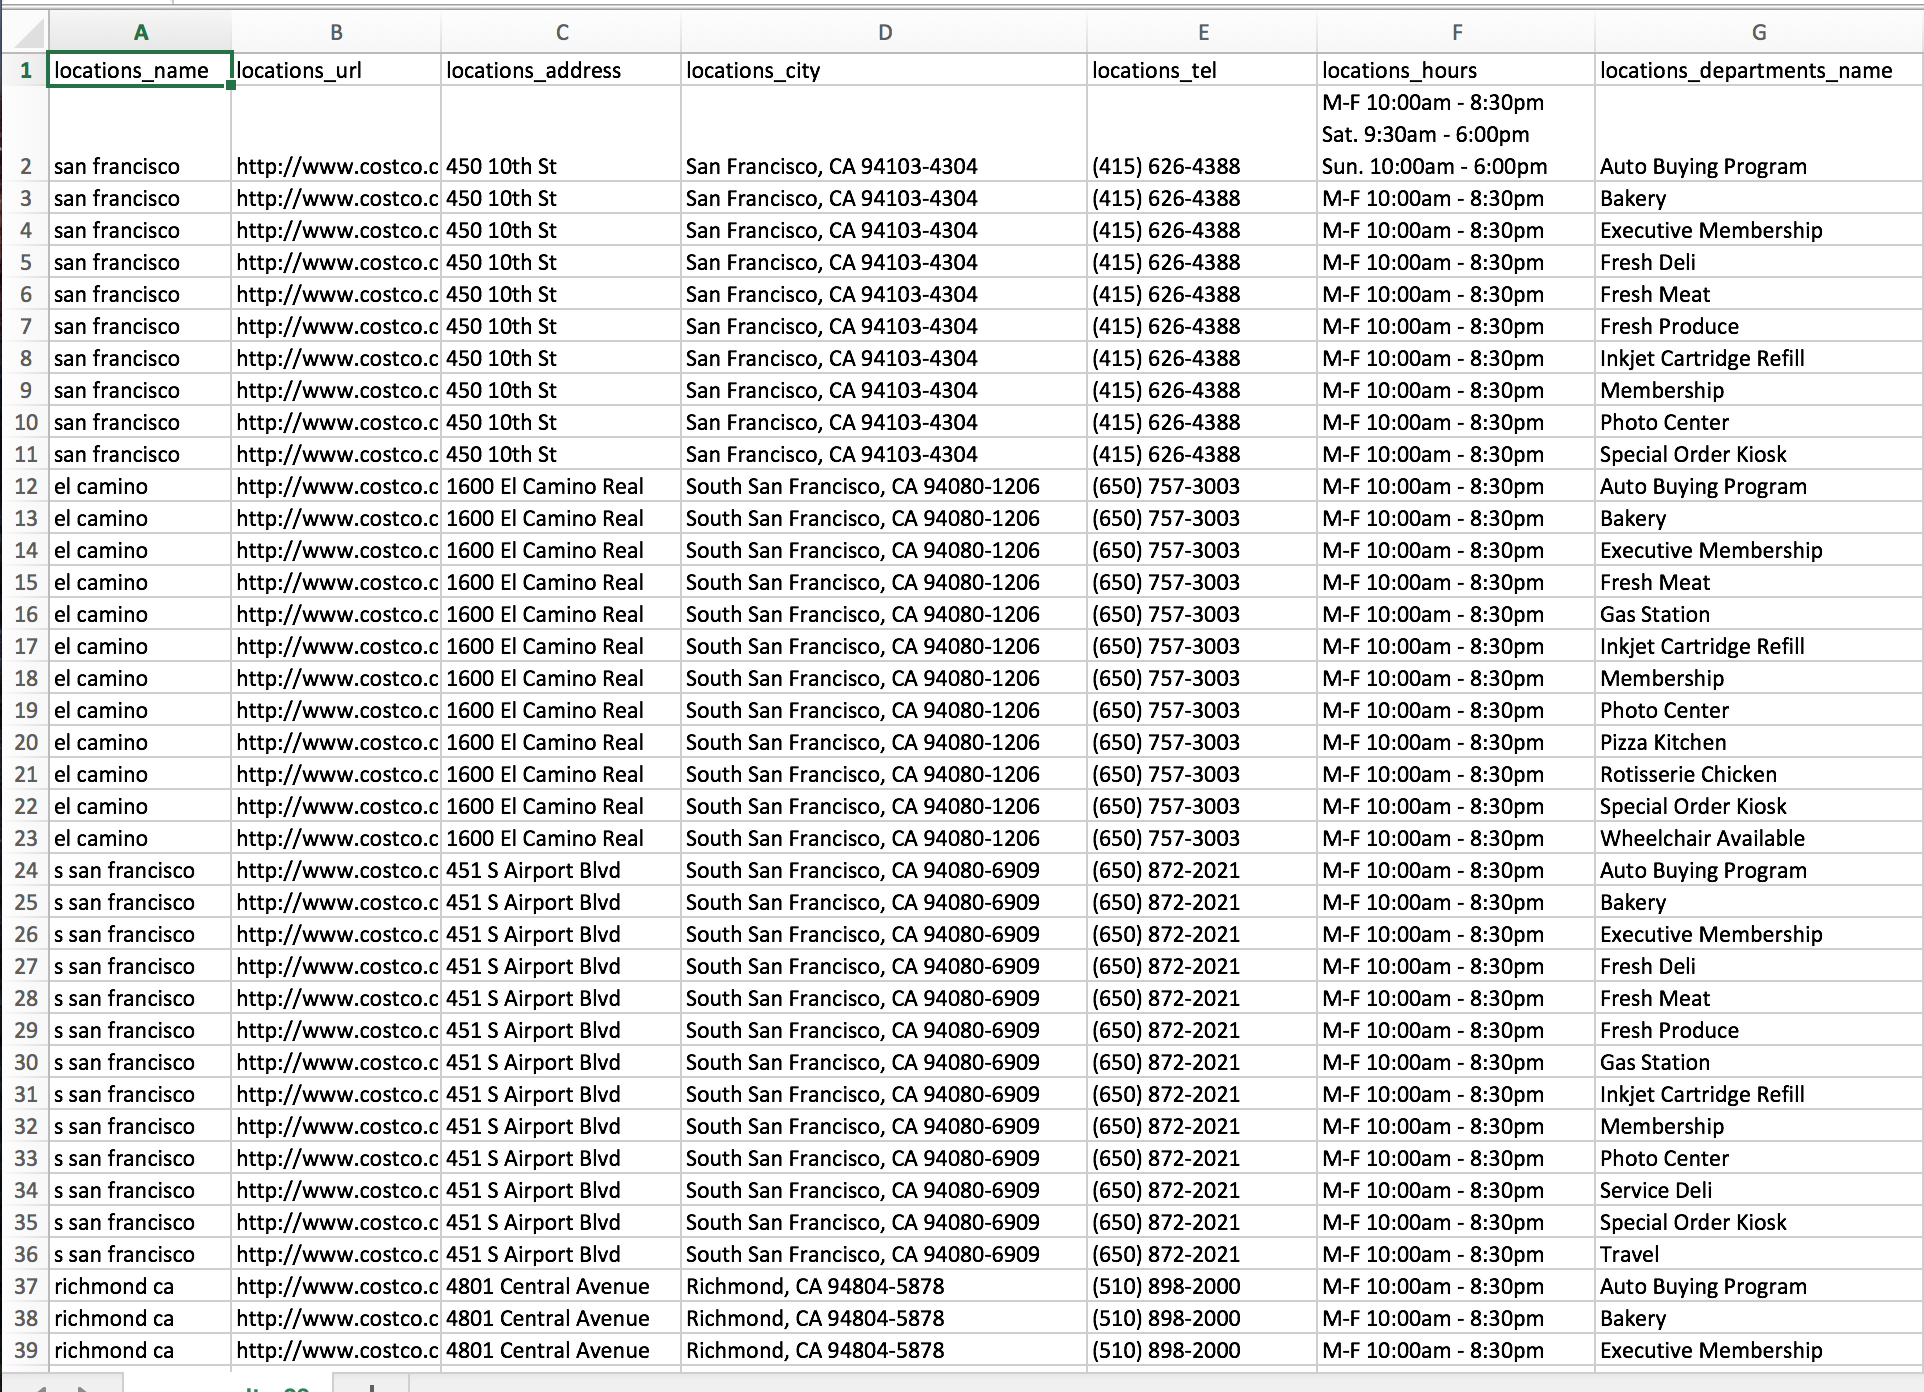 A B C D E F G
1 locations_name locations_url locations_address locations_city locations_tel locations_hours locations_departments_name
M-F 10:00am - 8:30pm
Sat. 9:30am - 6:00pm
2 san francisco http://www.costco.c 450 10th St San Francisco, CA 94103-4304 (415) 626-4388 Sun. 10:00am - 6:00pm Auto Buying Program
3 san francisco http://www.costco.c 450 10th St San Francisco, CA 94103-4304 (415) 626-4388 M-F 10:00am - 8:30pm Bakery
4 san francisco http://www.costco.c 450 10th St San Francisco, CA 94103-4304 (415) 626-4388 M-F 10:00am - 8:30pm Executive Membership
5 san francisco http://www.costco.c 450 10th St San Francisco, CA 94103-4304 (415) 626-4388 M-F 10:00am - 8:30pm Fresh Deli
6 san francisco http://www.costco.c 450 10th St San Francisco, CA 94103-4304 (415) 626-4388 M-F 10:00am - 8:30pm Fresh Meat
7 san francisco http://www.costco.c 450 10th St San Francisco, CA 94103-4304 (415) 626-4388 M-F 10:00am - 8:30pm Fresh Produce
8 san francisco http://www.costco.c 450 10th St San Francisco, CA 94103-4304 (415) 626-4388 M-F 10:00am - 8:30pm Inkjet Cartridge Refill
9 san francisco http://www.costco.c 450 10th St San Francisco, CA 94103-4304 (415) 626-4388 M-F 10:00am - 8:30pm Membership
10 san francisco http://www.costco.c 450 10th St San Francisco, CA 94103-4304 (415) 626-4388 M-F 10:00am - 8:30pm Photo Center
11 san francisco http://www.costco.c 450 10th St San Francisco, CA 94103-4304 (415) 626-4388 M-F 10:00am - 8:30pm Special Order Kiosk
12 el camino http://www.costco.c 1600 El Camino Real South San Francisco, CA 94080-1206 (650) 757-3003 M-F 10:00am - 8:30pm Auto Buying Program
13 el camino http://www.costco.c 1600 El Camino Real South San Francisco, CA 94080-1206 (650) 757-3003 M-F 10:00am - 8:30pm Bakery
14 el camino http://www.costco.c 1600 El Camino Real South San Francisco, CA 94080-1206 (650) 757-3003 M-F 10:00am - 8:30pm Executive Membership
15 el camino http://www.costco.c 1600 El Camino Real South San Francisco, CA 94080-1206 (650) 757-3003 M-F 10:00am - 8:30pm Fresh Meat
16 el camino http://www.costco.c 1600 El Camino Real South San Francisco, CA 94080-1206 (650) 757-3003 M-F 10:00am - 8:30pm Gas Station
17 el camino http://www.costco.c 1600 El Camino Real South San Francisco, CA 94080-1206 (650) 757-3003 M-F 10:00am - 8:30pm Inkjet Cartridge Refill
18 el camino http://www.costco.c 1600 El Camino Real South San Francisco, CA 94080-1206 (650) 757-3003 M-F 10:00am - 8:30pm Membership
19 el camino http://www.costco.c 1600 El Camino Real South San Francisco, CA 94080-1206 (650) 757-3003 M-F 10:00am - 8:30pm Photo Center
20 el camino http://www.costco.c 1600 El Camino Real South San Francisco, CA 94080-1206 (650) 757-3003 M-F 10:00am - 8:30pm Pizza Kitchen
21 el camino http://www.costco.c 1600 El Camino Real South San Francisco, CA 94080-1206 (650) 757-3003 M-F 10:00am - 8:30pm Rotisserie Chicken
22 el camino http://www.costco.c 1600 El Camino Real South San Francisco, CA 94080-1206 (650) 757-3003 M-F 10:00am - 8:30pm Special Order Kiosk
23 el camino http://www.costco.c 1600 El Camino Real South San Francisco, CA 94080-1206 (650) 757-3003 M-F 10:00am - 8:30pm Wheelchair Available
24 s san francisco http://www.costco.c 451 S Airport Blvd South San Francisco, CA 94080-6909 (650) 872-2021 M-F 10:00am - 8:30pm Auto Buying Program
25 s san francisco http://www.costco.c 451 S Airport Blvd South San Francisco, CA 94080-6909 (650) 872-2021 M-F 10:00am - 8:30pm Bakery
26 s san francisco http://www.costco.c 451 S Airport Blvd South San Francisco, CA 94080-6909 (650) 872-2021 M-F 10:00am - 8:30pm Executive Membership
27 s san francisco http://www.costco.c 451 S Airport Blvd South San Francisco, CA 94080-6909 (650) 872-2021 M-F 10:00am - 8:30pm Fresh Deli
28 s san francisco http://www.costco.c 451 S Airport Blvd South San Francisco, CA 94080-6909 (650) 872-2021 M-F 10:00am - 8:30pm Fresh Meat
29 s san francisco http://www.costco.c 451 S Airport Blvd South San Francisco, CA 94080-6909 (650) 872-2021 M-F 10:00am - 8:30pm Fresh Produce
30 s san francisco http://www.costco.c 451 S Airport Blvd South San Francisco, CA 94080-6909 (650) 872-2021 M-F 10:00am - 8:30pm Gas Station
31 s san francisco http://www.costco.c 451 S Airport Blvd South San Francisco, CA 94080-6909 (650) 872-2021 M-F 10:00am - 8:30pm Inkjet Cartridge Refill
32 s san francisco http://www.costco.c 451 S Airport Blvd South San Francisco, CA 94080-6909 (650) 872-2021 M-F 10:00am - 8:30pm Membership
33 s san francisco http://www.costco.c 451 S Airport Blvd South San Francisco, CA 94080-6909 (650) 872-2021 M-F 10:00am - 8:30pm Photo Center
34 s san francisco http://www.costco.c 451 S Airport Blvd South San Francisco, CA 94080-6909 (650) 872-2021 M-F 10:00am - 8:30pm Service Deli
35 s san francisco http://www.costco.c 451 S Airport Blvd South San Francisco, CA 94080-6909 (650) 872-2021 M-F 10:00am - 8:30pm Special Order Kiosk
36 s san francisco http://www.costco.c 451 S Airport Blvd South San Francisco, CA 94080-6909 (650) 872-2021 M-F 10:00am - 8:30pm Travel
37 richmond ca http://www.costco.c 4801 Central Avenue Richmond, CA 94804-5878 (510) 898-2000 M-F 10:00am - 8:30pm Auto Buying Program
38 richmond ca http://www.costco.c 4801 Central Avenue Richmond, CA 94804-5878 (510) 898-2000 M-F 10:00am - 8:30pm Bakery
39 richmond ca http://www.costco.c 4801 Central Avenue Richmond, CA 94804-5878 (510) 898-2000 M-F 10:00am - 8:30pm Executive Membership